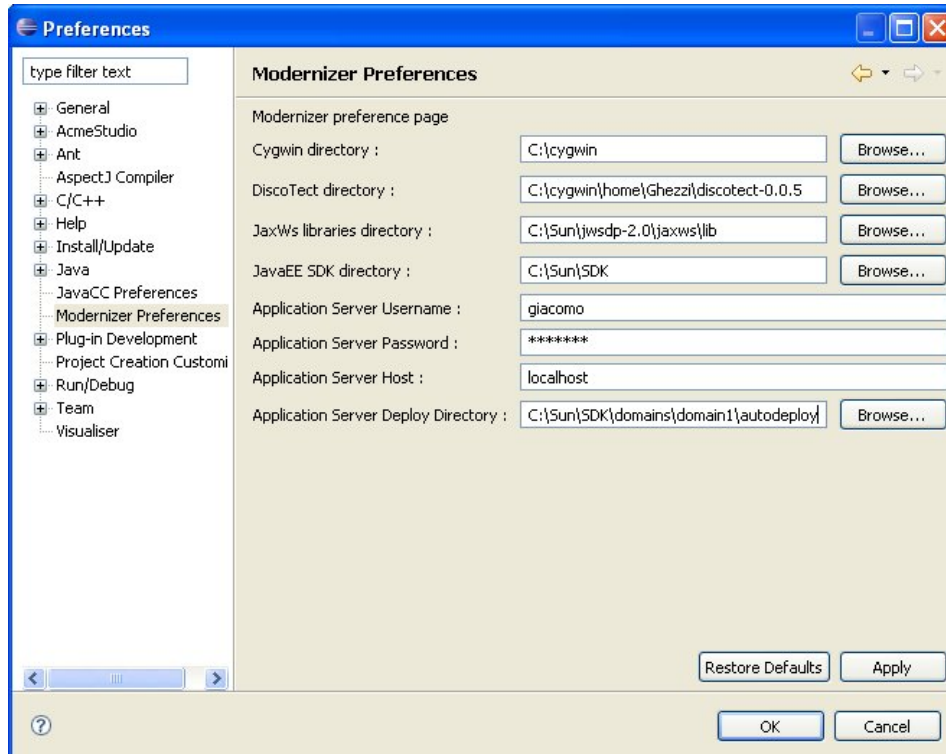 Preferences
type filter text
General
AcmeStudio
Ant
AspectJ Compiler
C/C++
Help
Install/Update
Java
JavaCC Preferences
Modernizer Preferences
Plug-in Development
Project Creation Customi
Run/Debug
Team
Visualiser
Modernizer Preferences
Modernizer preference page
Cygwin directory : C:\cygwin Browse...
DiscoTect directory : C:\cygwin\home\Ghezzi\discotect-0.0.5 Browse...
JaxWs libraries directory : C:\Sun\jwsdp-2.0\jaxws\lib Browse...
JavaEE SDK directory : C:\Sun\SDK Browse...
Application Server Username : giacomo
Application Server Password : *******
Application Server Host : localhost
Application Server Deploy Directory : C:\Sun\SDK\domains\domain1\autodeploy Browse...
Restore Defaults Apply
OK Cancel